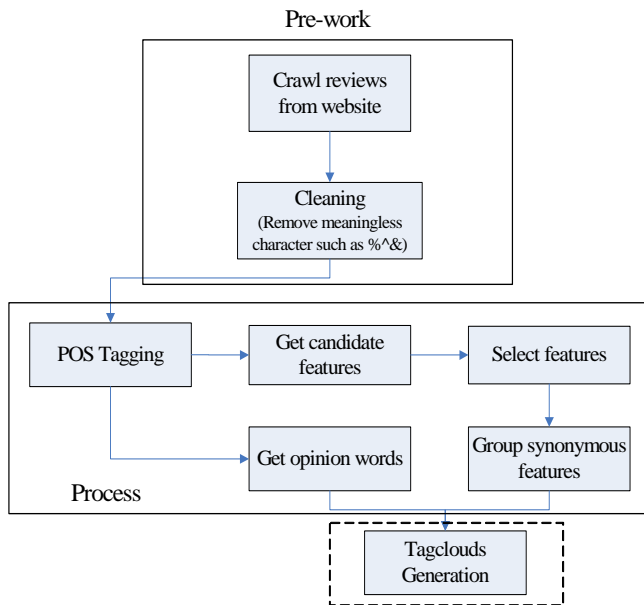 Pre-work
Crawl reviews
from website
Cleaning
(Remove meaningless
character such as %^&)
POS Tagging
Get candidate
features
Select features
Get opinion words
Group synonymous
features
Process
Tagclouds
Generation